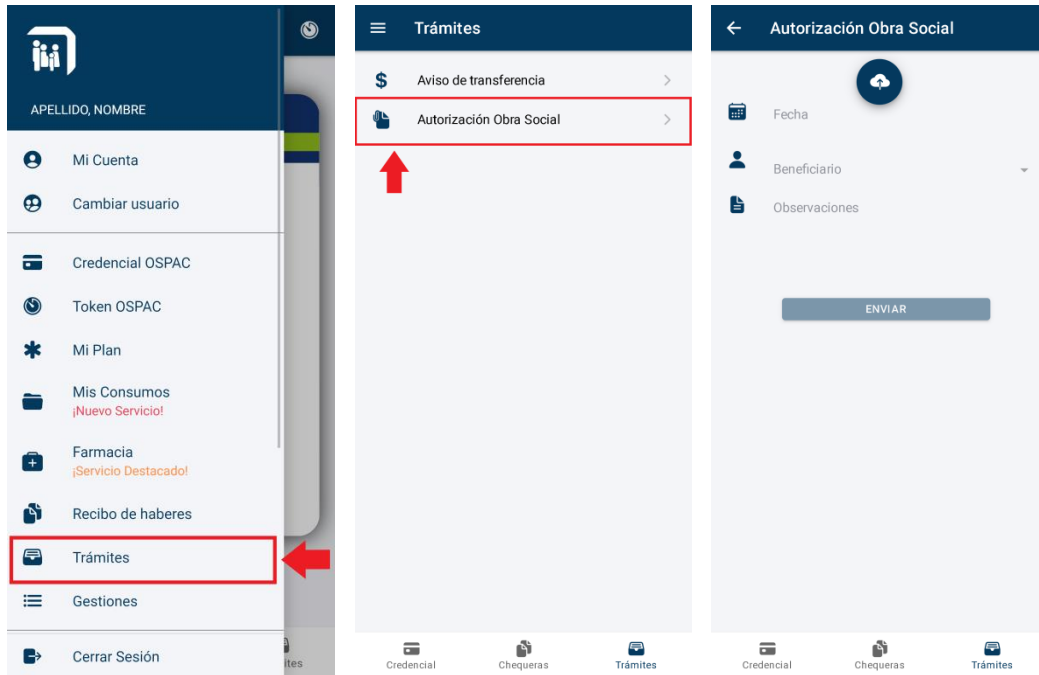 APELLIDO, NOMBRE
Mi Cuenta
Cambiar usuario
Credencial OSPAC
Token OSPAC
Mi Plan
Mis Consumos
¡Nuevo Servicio!
Farmacia
¡Servicio Destacado!
Recibo de haberes
Trámites
Gestiones
Cerrar Sesión
ites
Trámites
$ Aviso de transferencia
Autorización Obra Social
Credencial Chequeras Trámites
Autorización Obra Social
Fecha
Beneficiario
Observaciones
ENVIAR
Credencial Chequeras Trámites